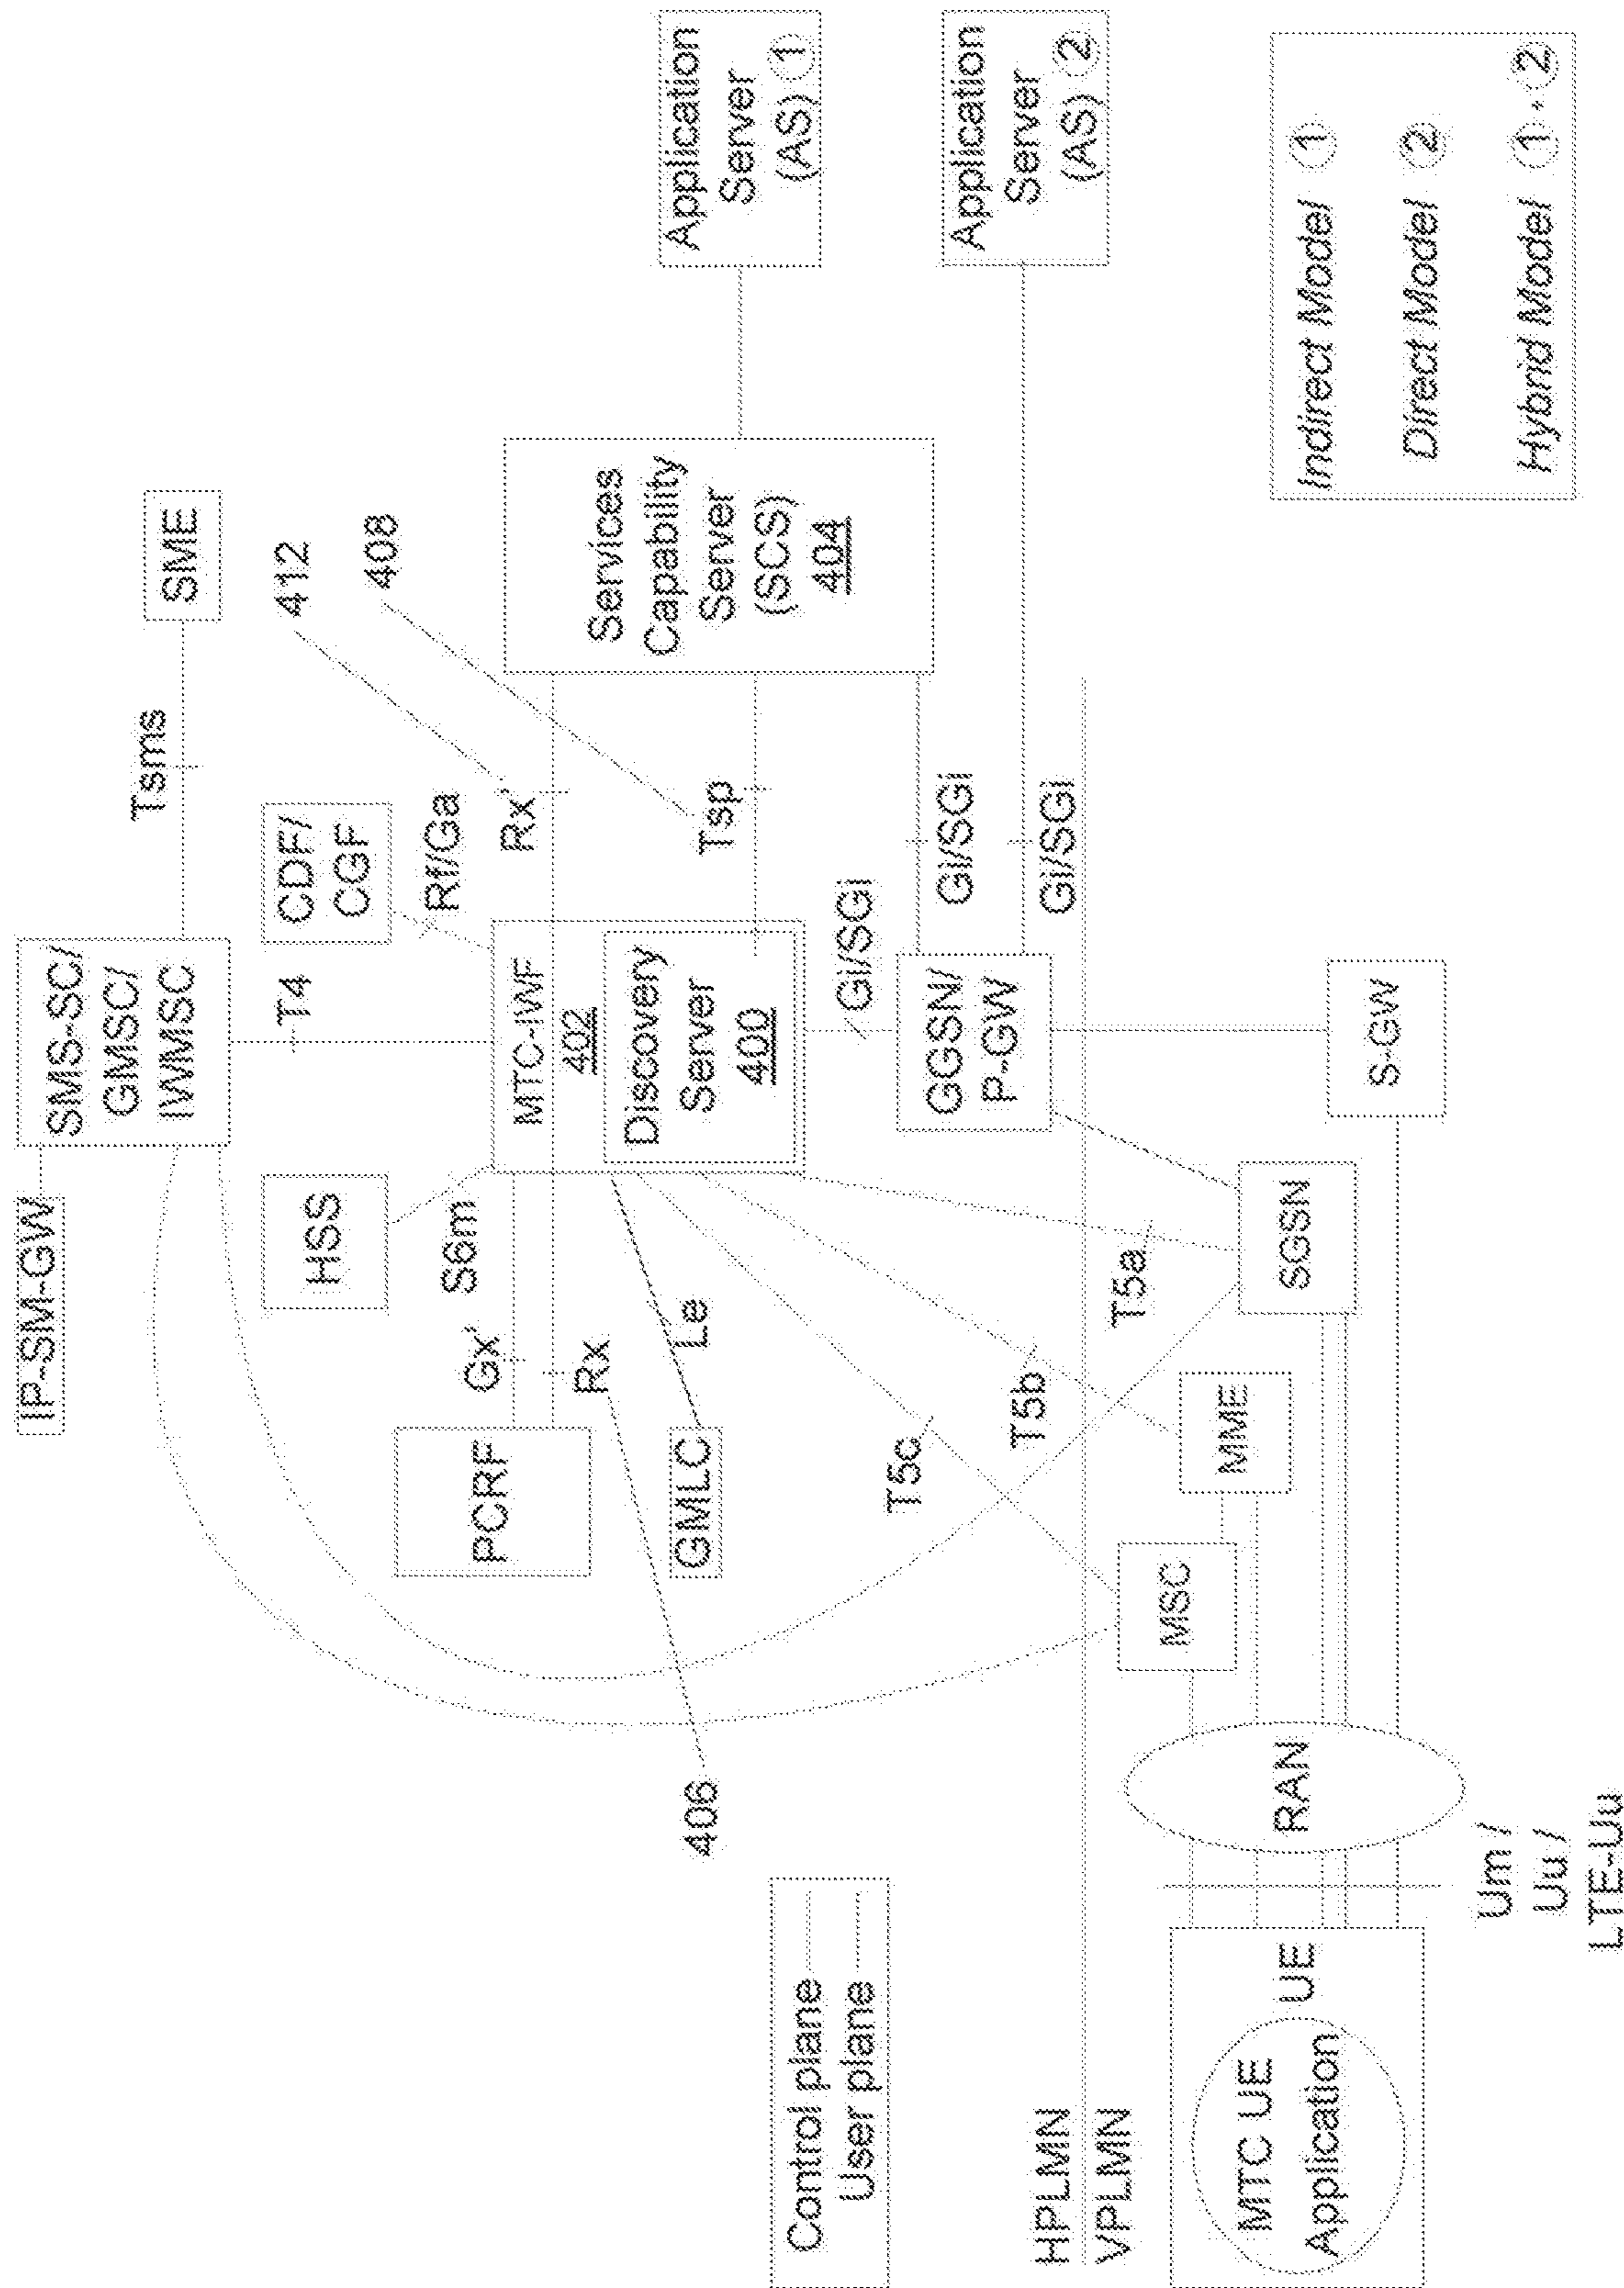 IP-SM-GW
SMS-SC/
GMSC/
IWMSC
Tsms
SME
T4
CDF/
CGF
Rf/Ga
HSS
S6m
412
408
Rx'
Tsp
MTC-IWF
402
Discovery
Server
400
Services
Capability
Server
(SCS)
404
Application
Server
(AS) 1
Application
Server
(AS) 2
PCRF
Gx'
Rx
GMLC
Le
406
Gi/SGi
Gi/SGi
Gi/SGi
GGSN/
P-GW
T5c
T5b
T5a
Control plane
User plane
HPLMN
VPLMN
MSC
MME
SGSN
S-GW
RAN
UE
MTC UE
Application
Um /
Uu /
LTE-Uu
Indirect Model 1
Direct Model 2
Hybrid Model 1 + 2